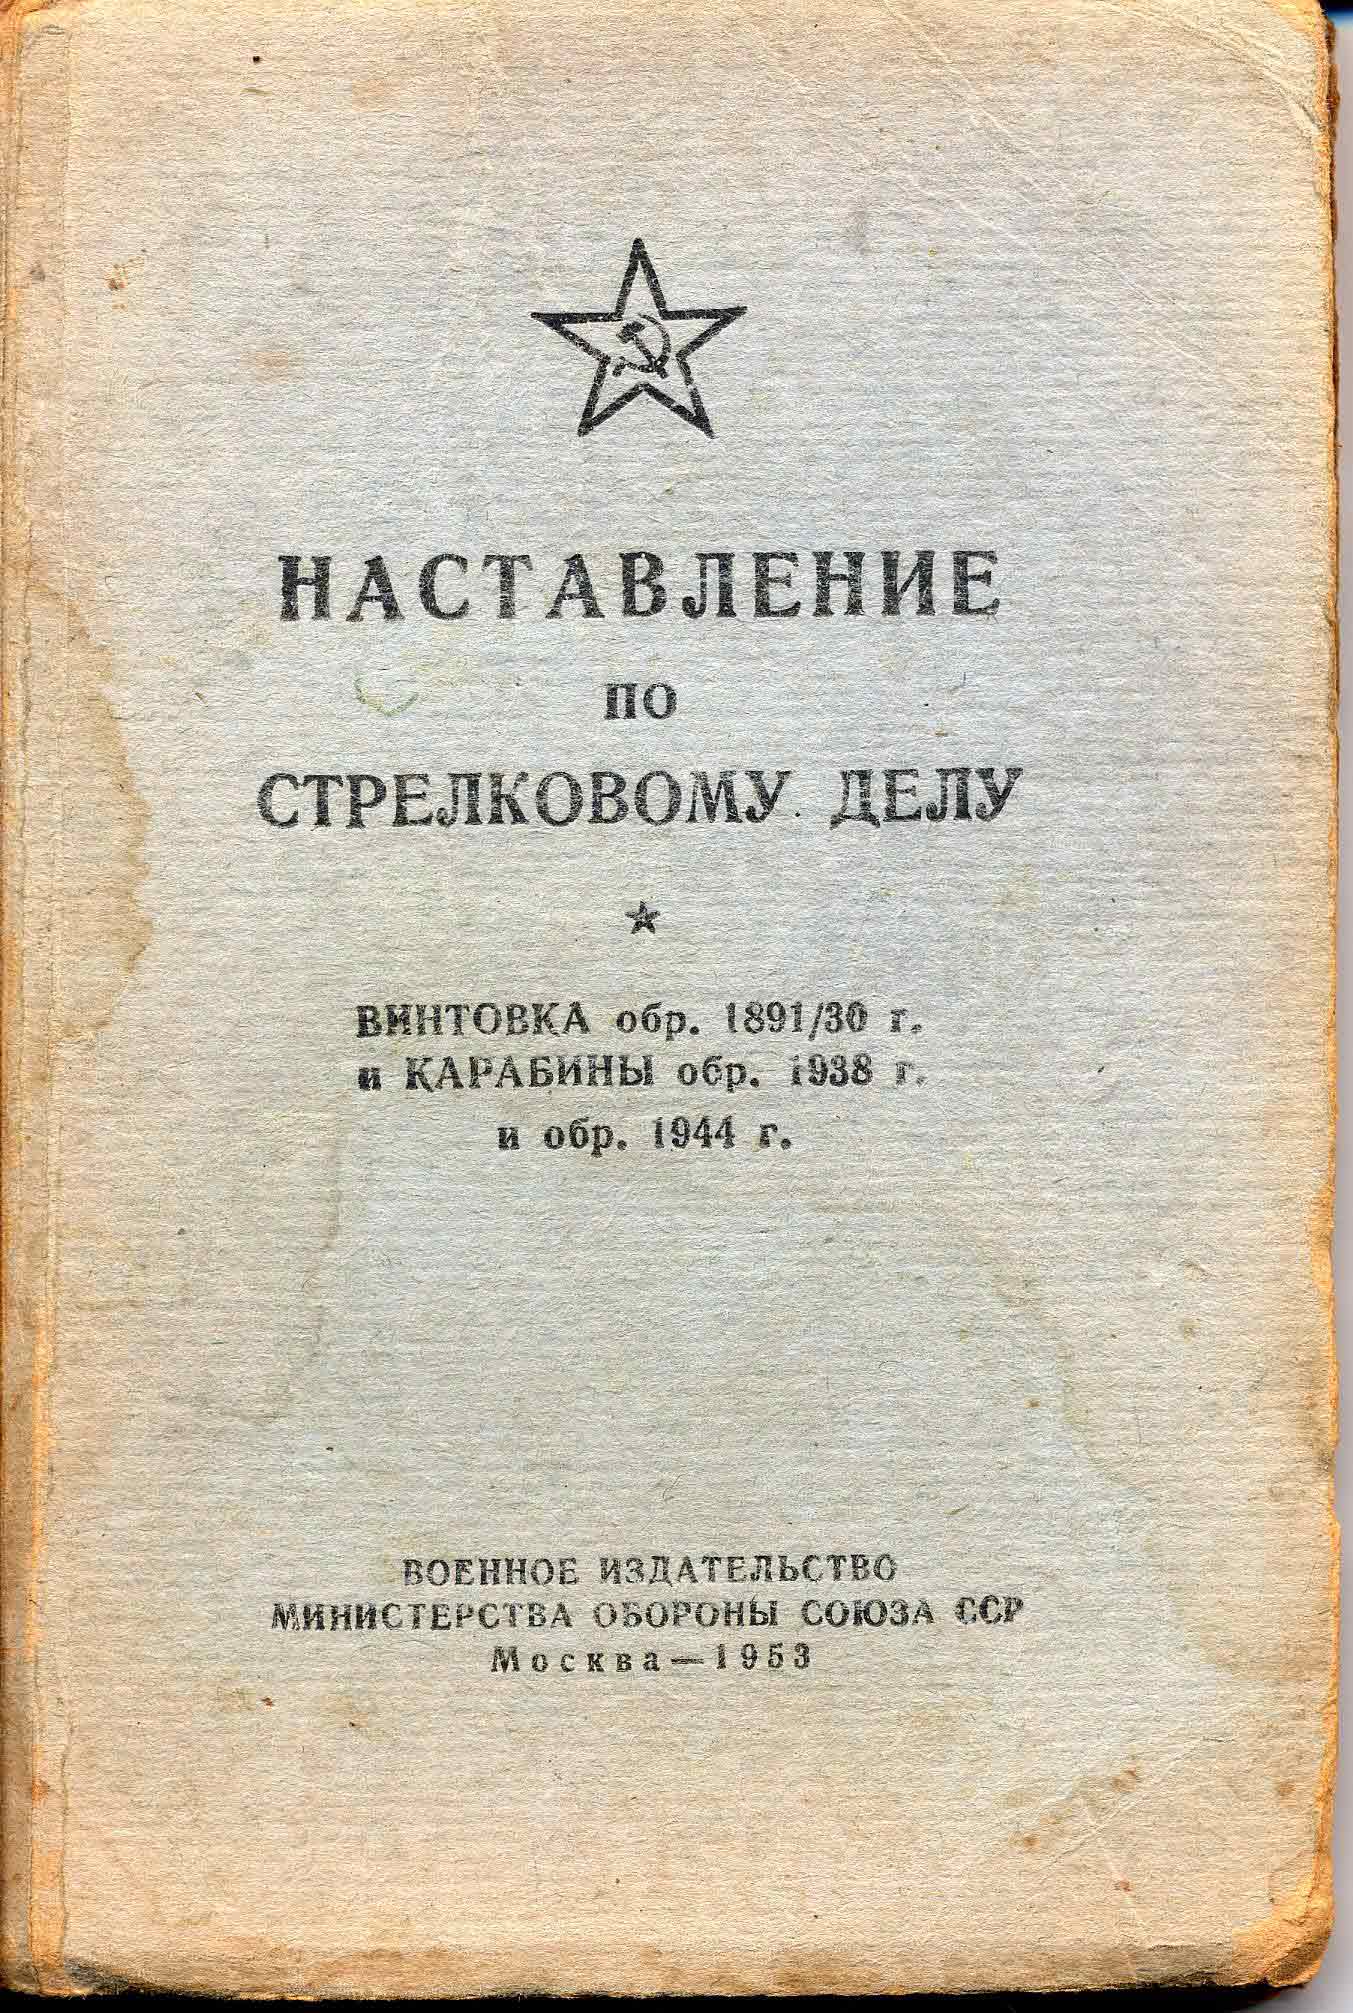 НАСТАВЛЕНИЕ
ПО
СТРЕЛКОВОМУ ДЕЛУ
ВИНТОВКА обр. 1891/30 г.
и КАРАБИНЫ обр. 1938 г.
и обр. 1944 г.
ВОЕННОЕ ИЗДАТЕЛЬСТВО
МИНИСТЕРСТВА ОБОРОНЫ СОЮЗА ССР
Москва—1953